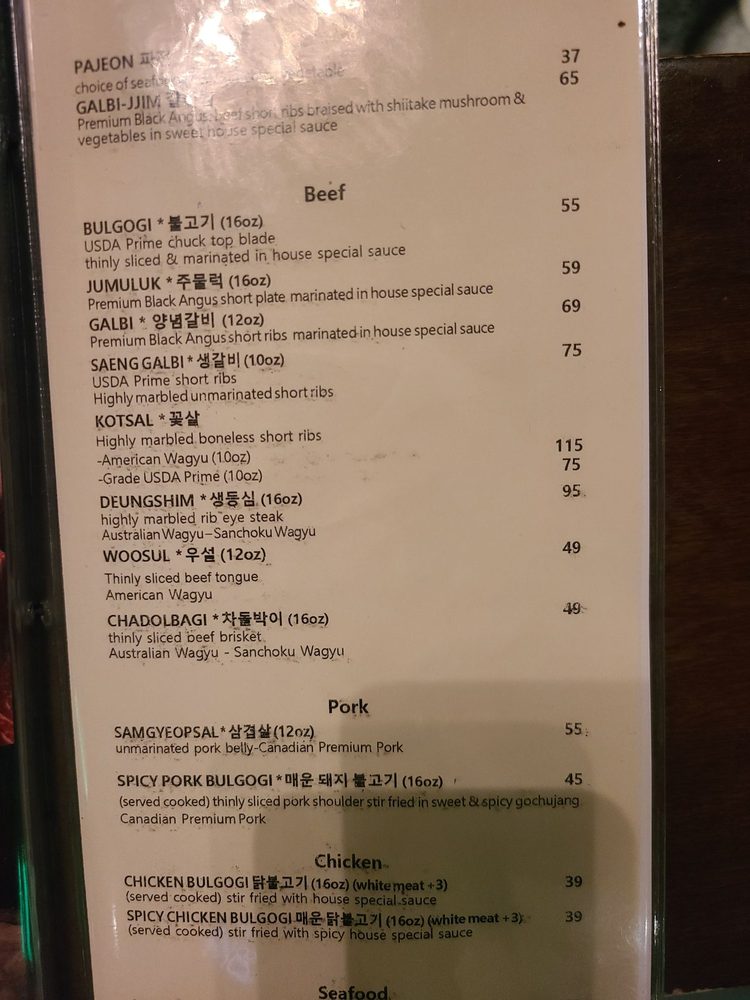 PAJEON 37
choice of
GALBI-JJIM 65
Premium Black Angus beef short ribs braised with shiitake mushroom &
vegetables in sweet house special sauce
Beef
BULGOGI * 불고기 (16oz) 55
USDA Prime chuck top blade
thinly sliced & marinated in house special sauce
JUMULUK * 주물럭 (16oz) 59
Premium Black Angus short plate marinated in house special sauce
GALBI * 양념갈비 (12oz) 69
Premium Black Angus short ribs marinated in house special sauce
SAENG GALBI * 생갈비 (10oz) 75
USDA Prime short ribs
Highly marbled unmarinated short ribs
KOTSAL * 꽃살
Highly marbled boneless short ribs
-American Wagyu (10oz) 115
-Grade USDA Prime (10oz) 75
DEUNGSHIM * 생등심 (16oz) 95
highly marbled rib eye steak
Australian Wagyu-Sanchoku Wagyu
WOOSUL * 우설 (12oz) 49
Thinly sliced beef tongue
American Wagyu
CHADOLBAGI * 차돌박이 (16oz) 49
thinly sliced beef brisket
Australian Wagyu - Sanchoku Wagyu
Pork
SAMGYEOPSAL * 삼겹살 (12oz) 55
unmarinated pork belly-Canadian Premium Pork
SPICY PORK BULGOGI * 매운 돼지 불고기 (16oz) 45
(served cooked) thinly sliced pork shoulder stir fried in sweet & spicy gochujang
Canadian Premium Pork
Chicken
CHICKEN BULGOGI 닭불고기 (16oz) (white meat +3) 39
(served cooked) stir fried with house special sauce
SPICY CHICKEN BULGOGI 매운 닭불고기 (16oz) (white meat +3) 39
(served cooked) stir fried with spicy house special sauce
Seafood